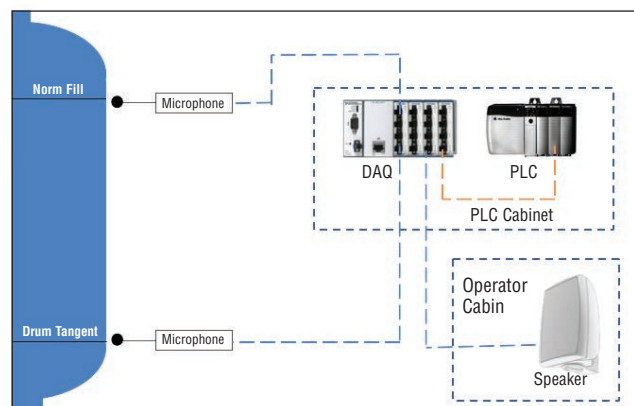 Norm Fill
Microphone
DAQ
PLC
PLC Cabinet
Operator
Cabin
Drum Tangent
Microphone
Speaker